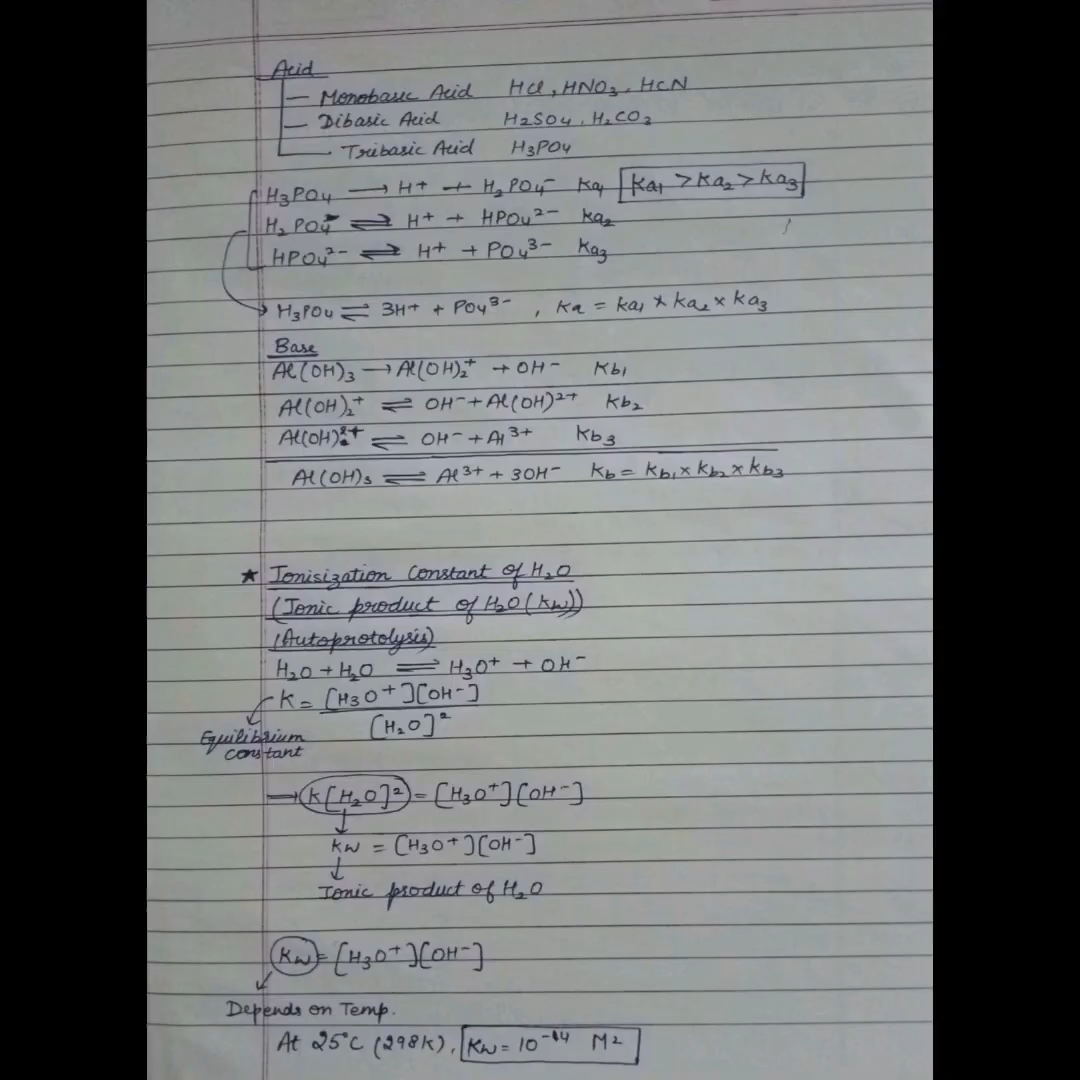 Acid
— Monobasic Acid HCl, HNO3, HCN
— Dibasic Acid H2SO4, H2CO3
— Tribasic Acid H3PO4
H3PO4 ⟶ H+ + H2PO4- Ka1 Ka1 > Ka2 > Ka3
H2PO4- ⇌ H+ + HPO4 2- Ka2
HPO4 2- ⇌ H+ + PO4 3- Ka3
→ H3PO4 ⇌ 3H+ + PO4 3- , Ka = Ka1 × Ka2 × Ka3
Base
Al(OH)3 ⟶ Al(OH)2+ + OH- Kb1
Al(OH)2+ ⇌ OH- + Al(OH)2+ Kb2
Al(OH)2+ ⇌ OH- + Al3+ Kb3
Al(OH)3 ⇌ Al3+ + 3OH- Kb = Kb1 × Kb2 × Kb3
★ Ionisization Constant of H2O
(Ionic product of H2O (Kw))
(Autoprotolysis)
H2O + H2O ⇌ H3O+ + OH-
K = [H3O+][OH-]
[H2O]2
Equilibrium
constant
→ K[H2O]2 = [H3O+][OH-]
↓
Kw = [H3O+][OH-]
↓
Ionic product of H2O
Kw = [H3O+][OH-]
Depends on Temp.
At 25°C (298K), Kw = 10-14 M2